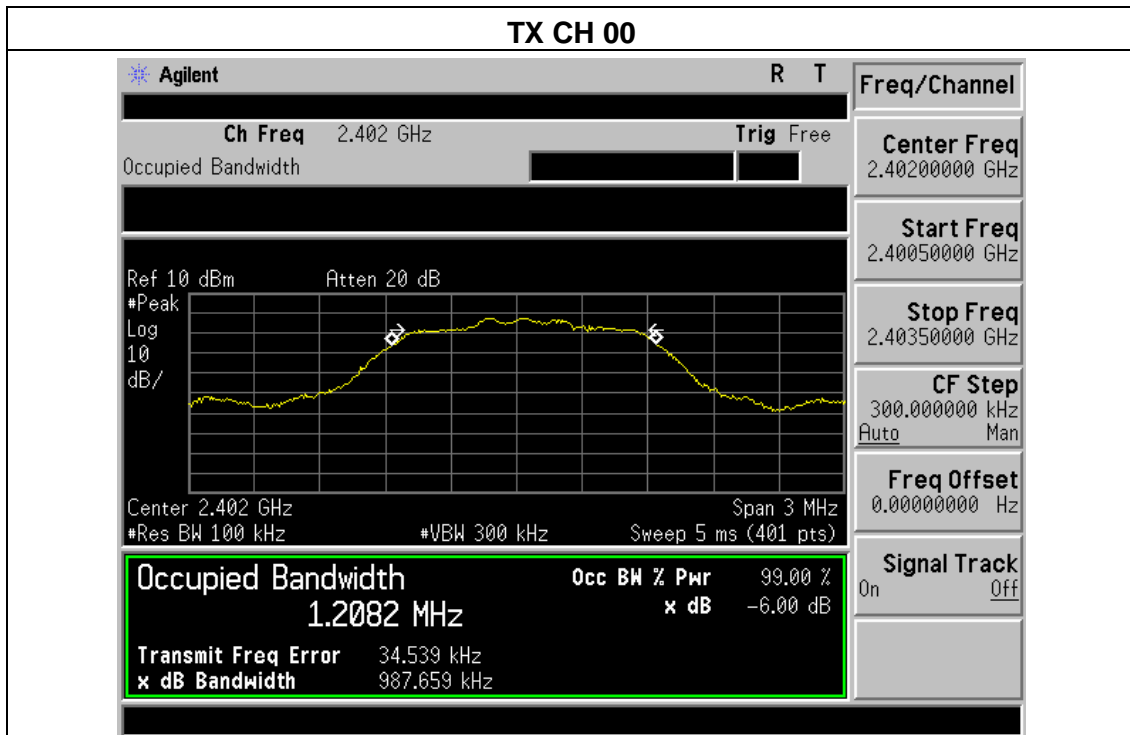 TX CH 00
Agilent R T
Ch Freq 2.402 GHz Trig Free
Occupied Bandwidth
Ref 10 dBm Atten 20 dB
#Peak
Log
10
dB/
Center 2.402 GHz Span 3 MHz
#Res BW 100 kHz #VBW 300 kHz Sweep 5 ms (401 pts)
Occupied Bandwidth Occ BW % Pwr 99.00 %
1.2082 MHz x dB -6.00 dB
Transmit Freq Error 34.539 kHz
x dB Bandwidth 987.659 kHz
Freq/Channel
Center Freq
2.40200000 GHz
Start Freq
2.40050000 GHz
Stop Freq
2.40350000 GHz
CF Step
300.000000 kHz
Auto Man
Freq Offset
0.00000000 Hz
Signal Track
On Off